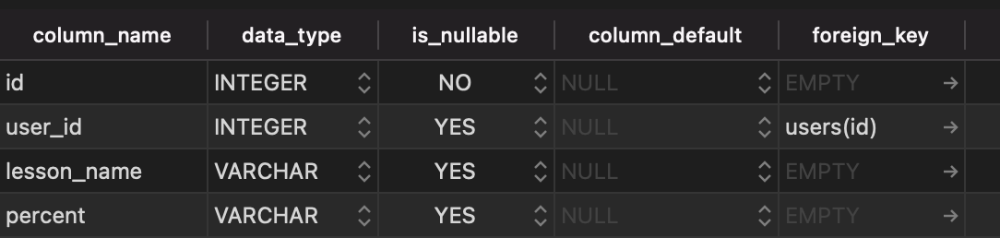 column_name data_type is_nullable column_default foreign_key
id INTEGER NO NULL EMPTY
user_id INTEGER YES NULL users(id)
lesson_name VARCHAR YES NULL EMPTY
percent VARCHAR YES NULL EMPTY